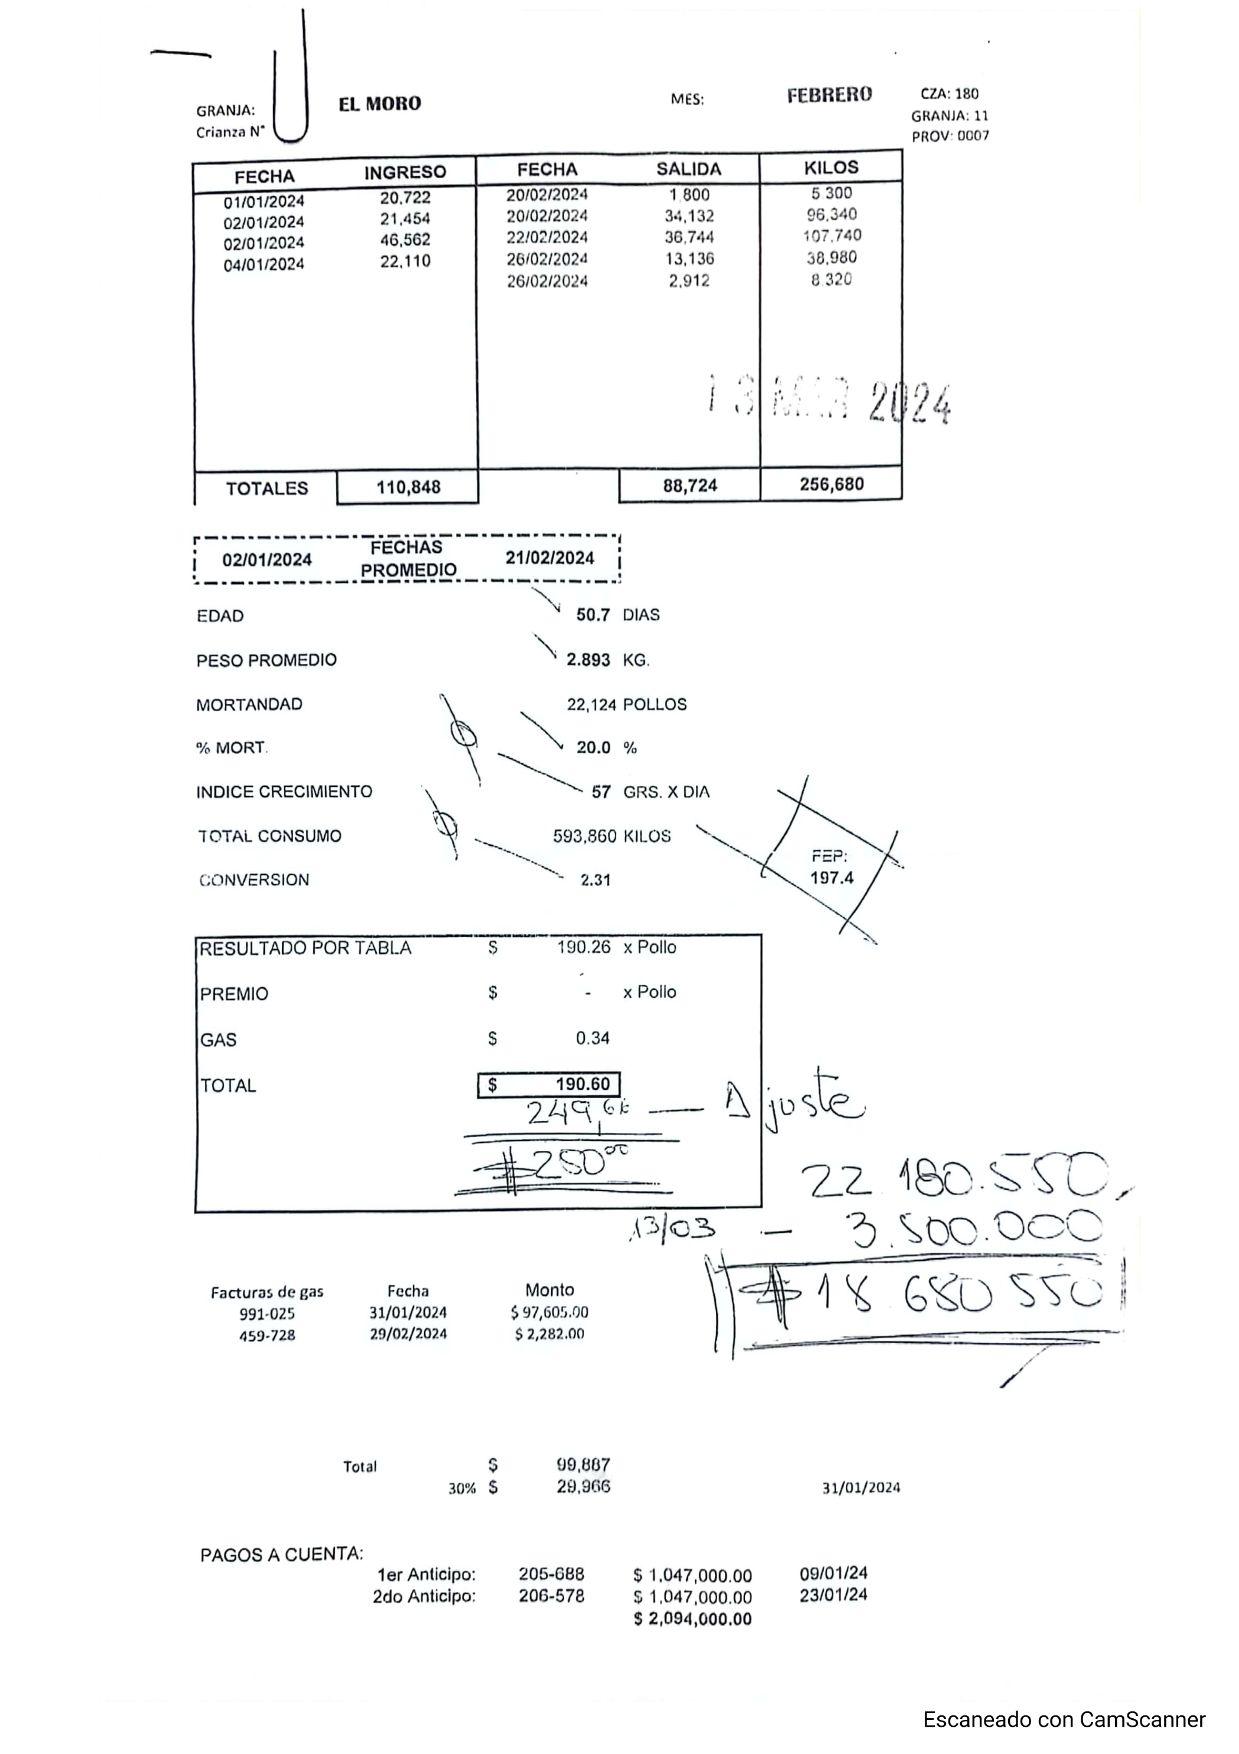 GRANJA: EL MORO MES: FEBRERO CZA: 180
GRANJA: 11
Crianza N° PROV: 0007
FECHA INGRESO FECHA SALIDA KILOS
01/01/2024 20,722 20/02/2024 1.800 5.300
02/01/2024 21,454 20/02/2024 34,132 96,340
02/01/2024 46,562 22/02/2024 36,744 107,740
04/01/2024 22,110 26/02/2024 13,136 38,980
26/02/2024 2,912 8.320
13 MAR 2024
TOTALES 110,848 88,724 256,680
02/01/2024 FECHAS PROMEDIO 21/02/2024
EDAD 50.7 DIAS
PESO PROMEDIO 2.893 KG.
MORTANDAD 22,124 POLLOS
% MORT. 20.0 %
INDICE CRECIMIENTO 57 GRS. X DIA
TOTAL CONSUMO 593,860 KILOS
FEP:
197.4
CONVERSION 2.31
RESULTADO POR TABLA $ 190.26 x Pollo
PREMIO $ - x Pollo
GAS $ 0.34
TOTAL $ 190.60
249, — Ajuste
$250⁰⁰
22 180.550,
13/03 — 3.500.000
$18 680 550
Facturas de gas Fecha Monto
991-025 31/01/2024 $ 97,605.00
459-728 29/02/2024 $ 2,282.00
Total $ 99,887
30% $ 29,966 31/01/2024
PAGOS A CUENTA:
1er Anticipo: 205-688 $ 1,047,000.00 09/01/24
2do Anticipo: 206-578 $ 1,047,000.00 23/01/24
$ 2,094,000.00
Escaneado con CamScanner